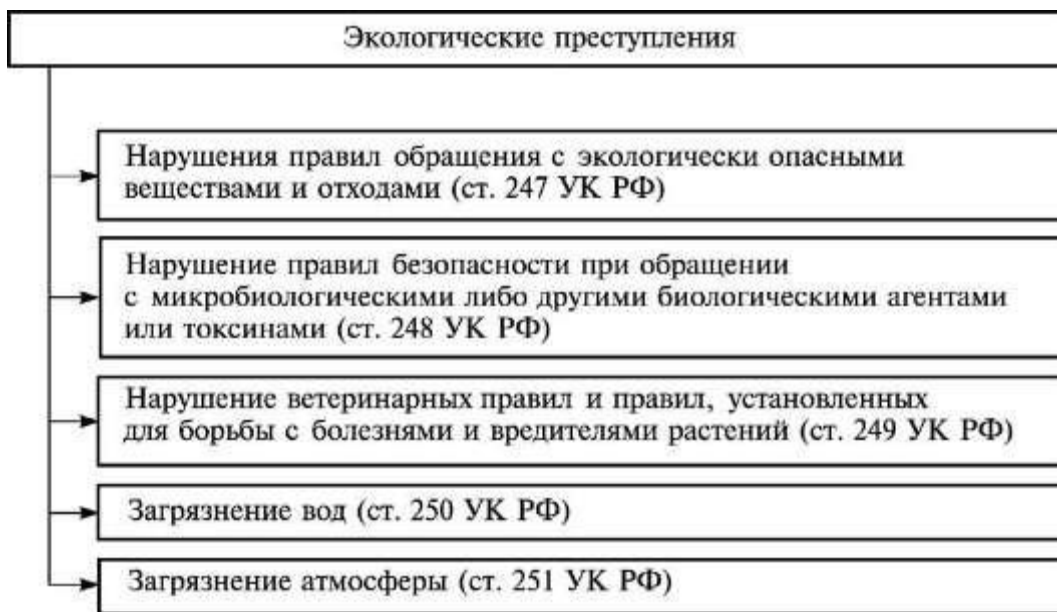 Экологические преступления
Нарушения правил обращения с экологически опасными
веществами и отходами (ст. 247 УК РФ)
Нарушение правил безопасности при обращении
с микробиологическими либо другими биологическими агентами
или токсинами (ст. 248 УК РФ)
Нарушение ветеринарных правил и правил, установленных
для борьбы с болезнями и вредителями растений (ст. 249 УК РФ)
Загрязнение вод (ст. 250 УК РФ)
Загрязнение атмосферы (ст. 251 УК РФ)